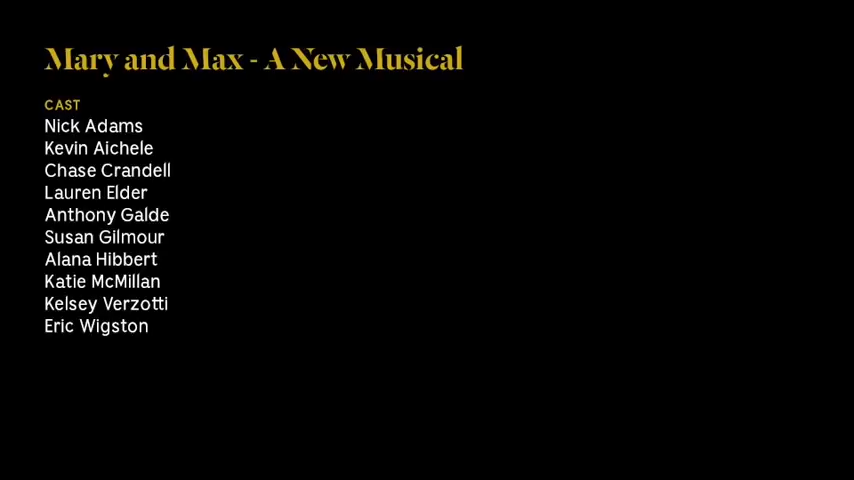 Mary and Max - A New Musical
CAST
Nick Adams
Kevin Aichele
Chase Crandell
Lauren Elder
Anthony Galde
Susan Gilmour
Alana Hibbert
Katie McMillan
Kelsey Verzotti
Eric Wigston